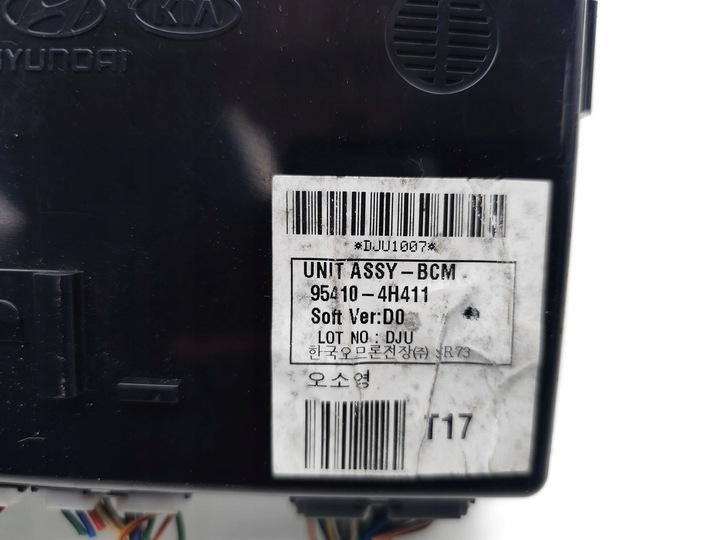 KIA
HYUNDAI
*DJU1007*
UNIT ASSY-BCM
95410-4H411
Soft Ver:D0
LOT NO : DJU
한국오므론전장(주) SR73
오소영
T17